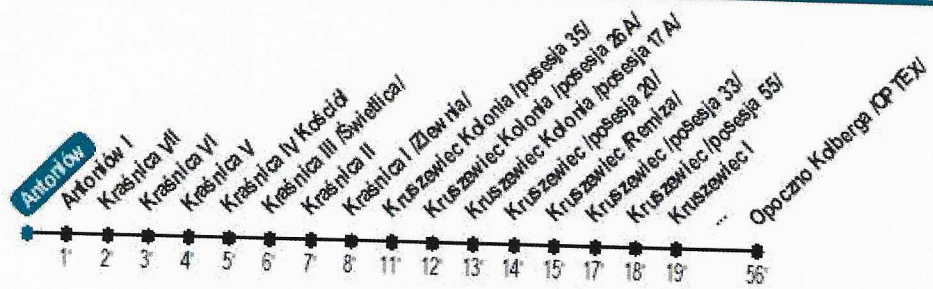 Antoniów
Antoniów I
Kraśnica VII
Kraśnica VI
Kraśnica V
Kraśnica IV Kościół
Kraśnica III /Świetlica/
Kraśnica II
Kraśnica I /Zlewnia/
Kruszewiec Kolonia /posesja 35/
Kruszewiec Kolonia /posesja 26 A/
Kruszewiec Kolonia /posesja 17 A/
Kruszewiec /posesja 20/
Kruszewiec /Remiza/
Kruszewiec /posesja 33/
Kruszewiec /posesja 55/
Kruszewiec I
...
Opoczno Kolberga /OPTEX/
1' 2' 3' 4' 5' 6' 7' 8' 11' 12' 13' 14' 15' 17' 18' 19' 56'